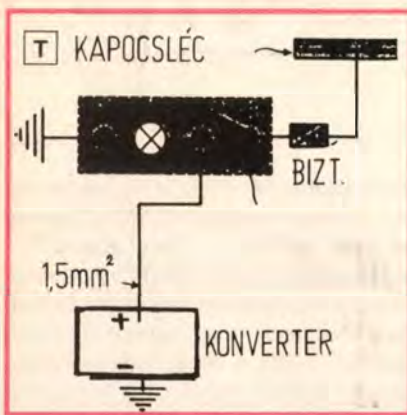 T KAPOCSLÉC
BIZT.
1,5mm²
+
KONVERTER
-